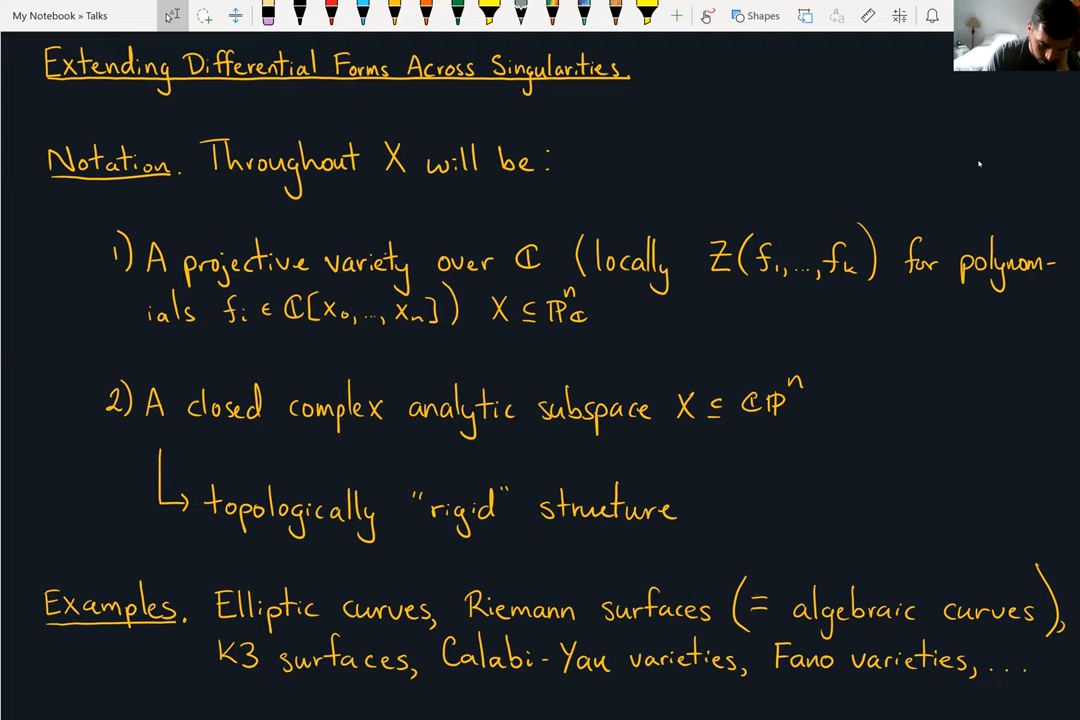 My Notebook » Talks
Shapes
Extending Differential Forms Across Singularities.
Notation. Throughout X will be:
1) A projective variety over ℂ (locally Z(f₁,...,fₖ) for polynom-
ials fᵢ ∈ ℂ[x₀,...,xₙ]) X ⊆ ℙⁿ_ℂ
2) A closed complex analytic subspace X ⊆ ℂℙⁿ
↳ topologically "rigid" structure
Examples. Elliptic curves, Riemann surfaces (= algebraic curves),
K3 surfaces, Calabi-Yau varieties, Fano varieties,...